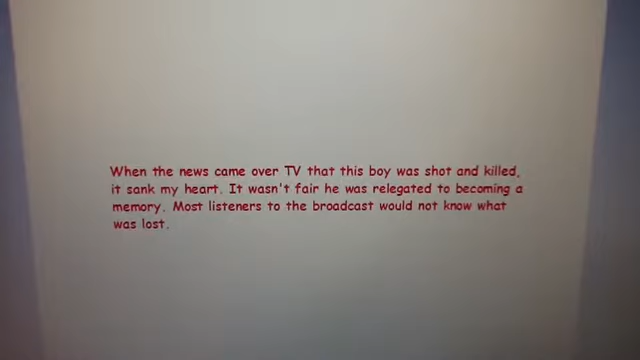 When the news came over TV that this boy was shot and killed,
it sank my heart. It wasn't fair he was relegated to becoming a
memory. Most listeners to the broadcast would not know what
was lost.